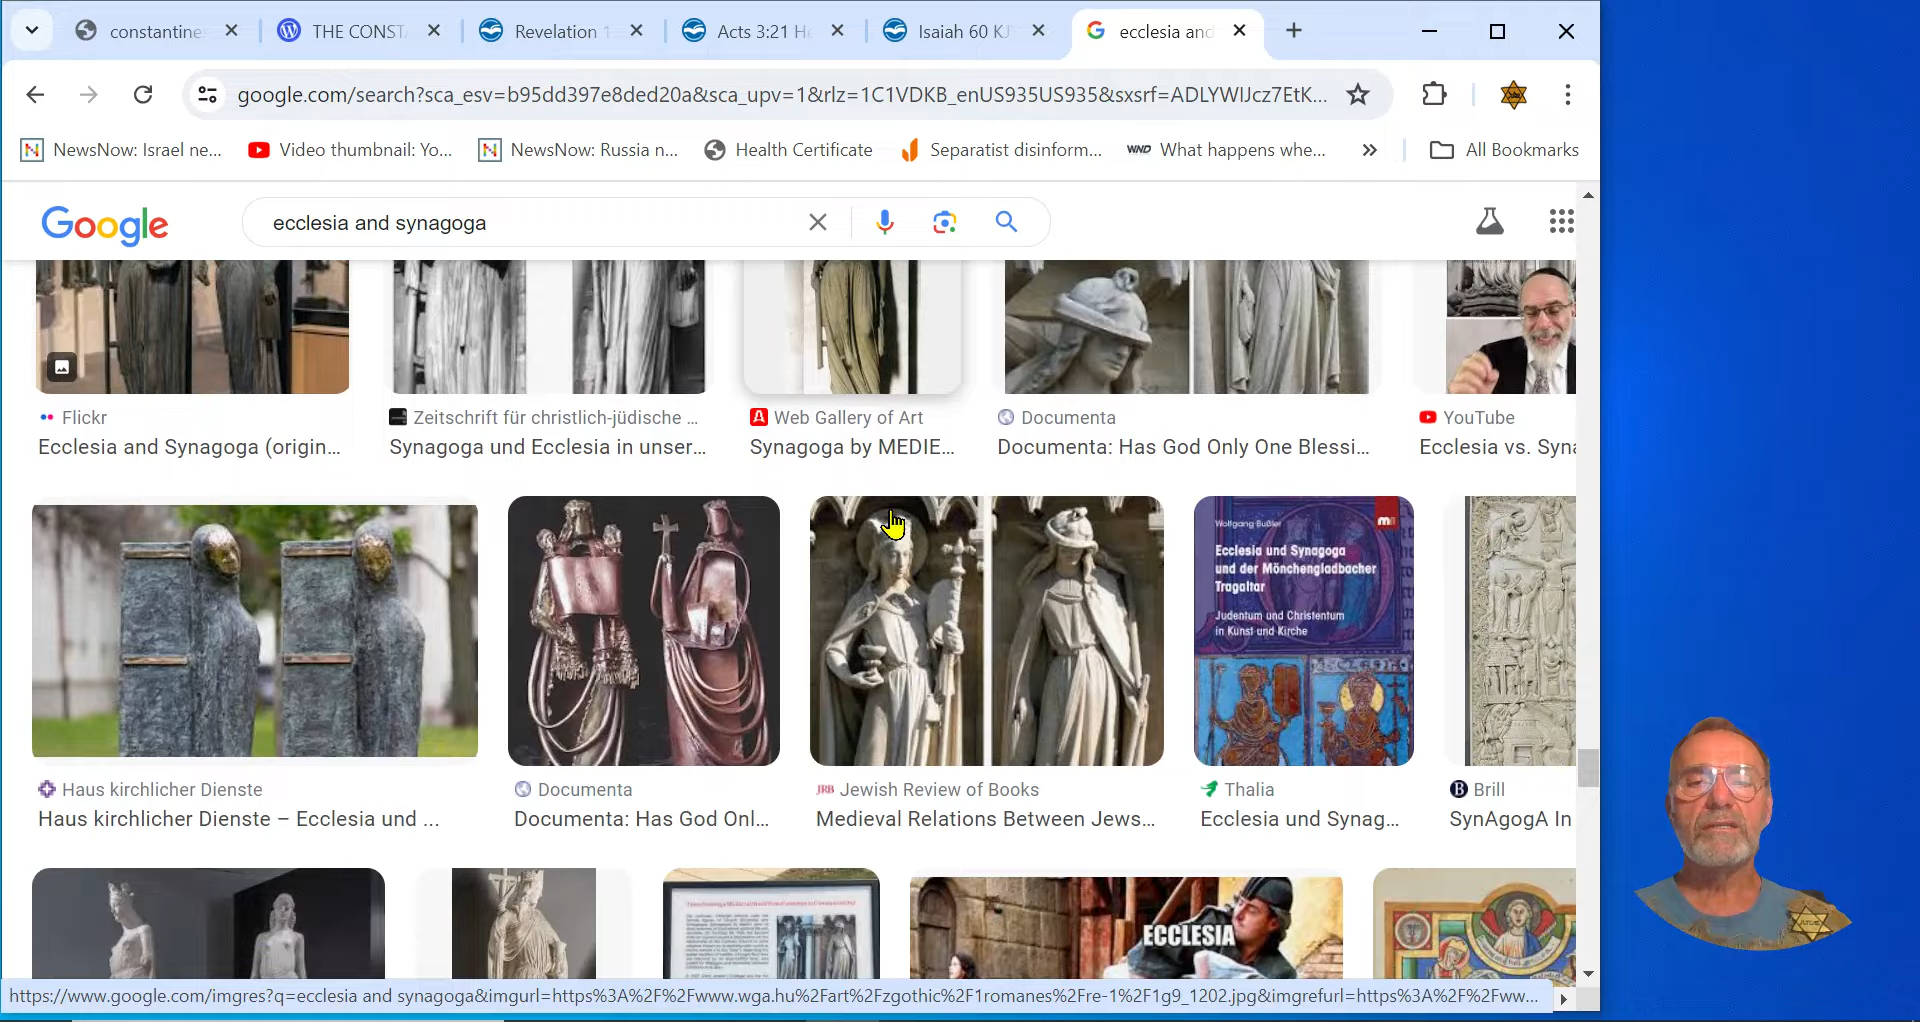 constantine
THE CONST
Revelation 1
Acts 3:21 H
Isaiah 60 KJ
ecclesia and
google.com/search?sca_esv=b95dd397e8ded20a&sca_upv=1&rlz=1C1VDKB_enUS935US935&sxsrf=ADLYWIJcz7EtK...
NewsNow: Israel ne...
Video thumbnail: Yo...
NewsNow: Russia n...
Health Certificate
Separatist disinform...
WND What happens whe...
All Bookmarks
Google
ecclesia and synagoga
Flickr
Zeitschrift für christlich-jüdische ...
Web Gallery of Art
Documenta
YouTube
Ecclesia and Synagoga (origin...
Synagoga und Ecclesia in unser...
Synagoga by MEDIE...
Documenta: Has God Only One Blessi...
Ecclesia vs. Syna
Wolfgang Bußler
Ecclesia und Synagoga
und der Mönchengladbacher
Tragaltar
Judentum und Christentum
in Kunst und Kirche
Haus kirchlicher Dienste
Documenta
JRB Jewish Review of Books
Thalia
B Brill
Haus kirchlicher Dienste – Ecclesia und ...
Documenta: Has God Onl...
Medieval Relations Between Jews...
Ecclesia und Synag...
SynAgogA In
ECCLESIA
https://www.google.com/imgres?q=ecclesia and synagoga&imgurl=https%3A%2F%2Fwww.wga.hu%2Fart%2Fzgothic%2F1romanes%2Fre-1%2F1g9_1202.jpg&imgrefurl=https%3A%2F%2Fww...